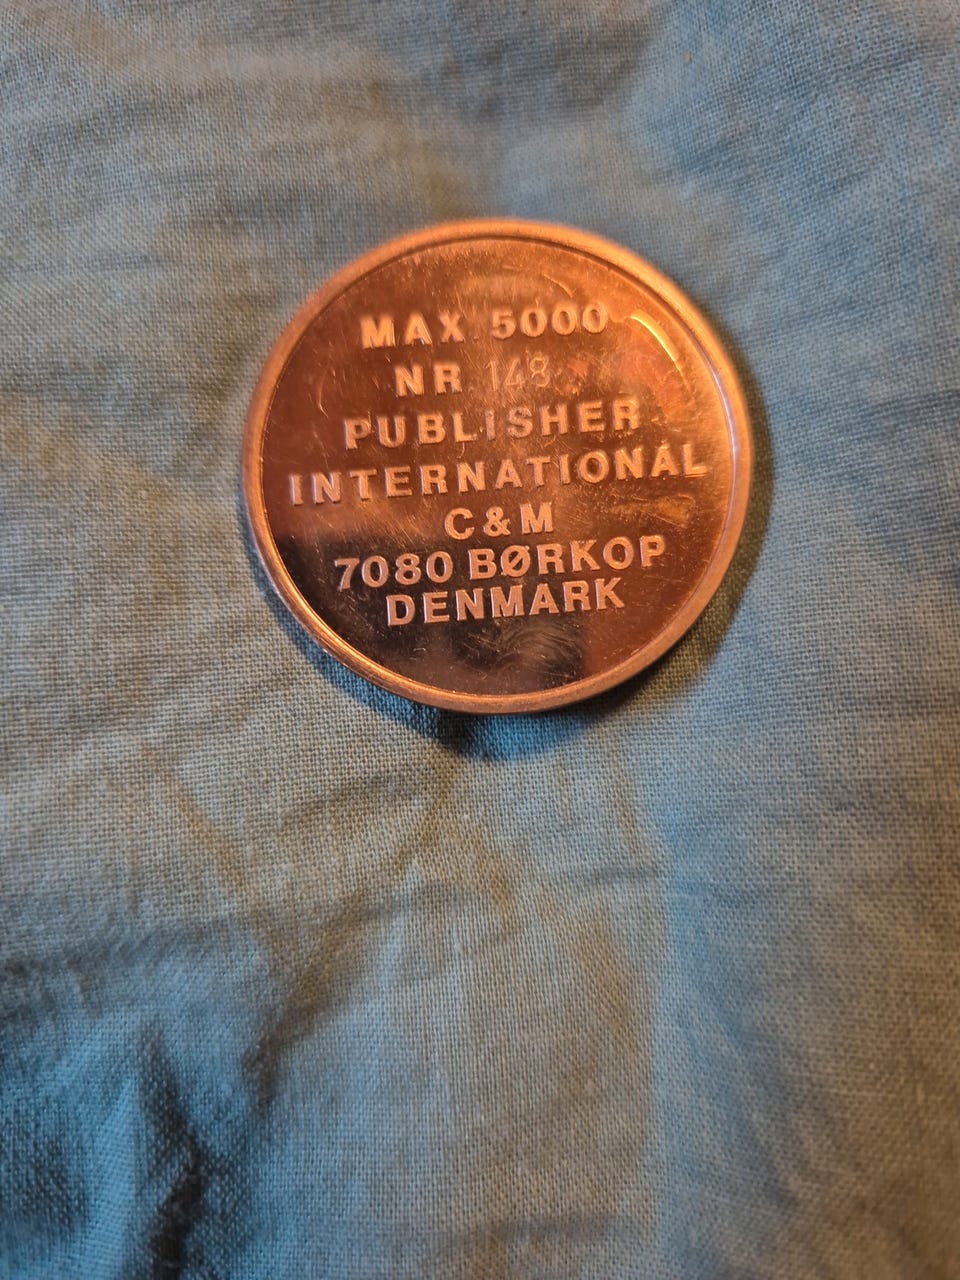 MAX 5000
NR 148
PUBLISHER
INTERNATIONAL
C&M
7080 BØRKOP
DENMARK